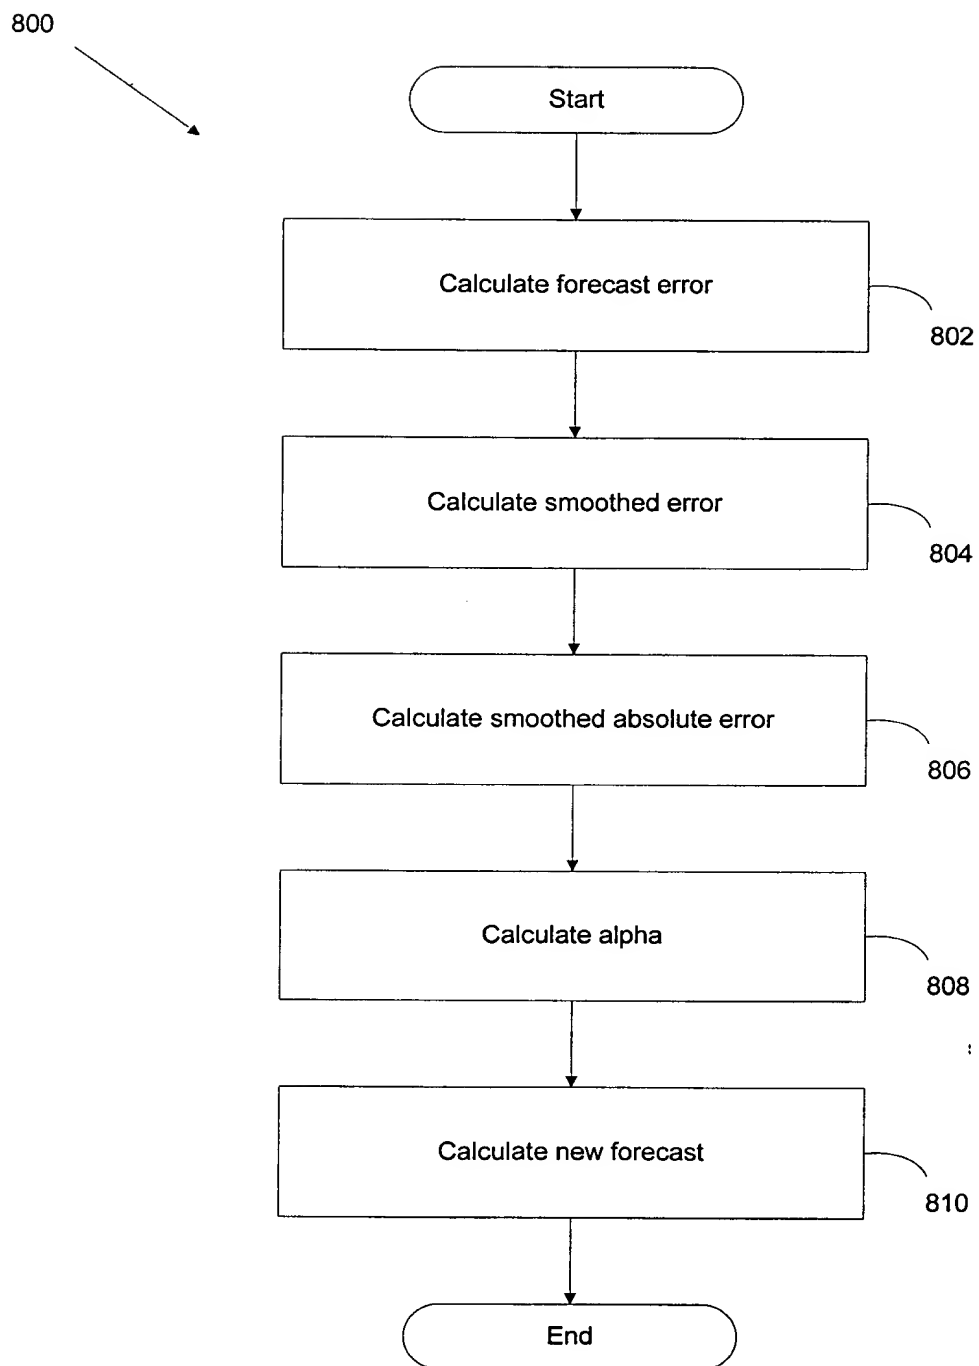 800
Start
Calculate forecast error
802
Calculate smoothed error
804
Calculate smoothed absolute error
806
Calculate alpha
808
Calculate new forecast
810
End